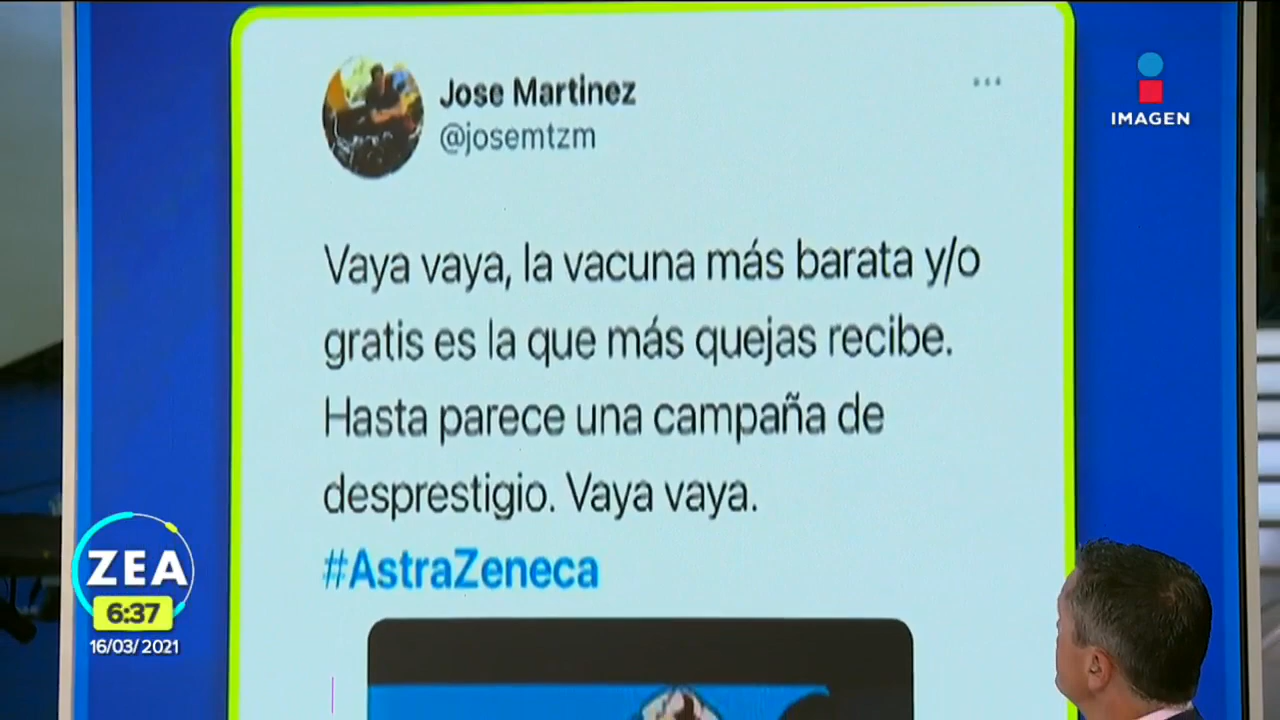 Jose Martinez
@josemtzm
IMAGEN
Vaya vaya, la vacuna más barata y/o
gratis es la que más quejas recibe.
Hasta parece una campaña de
desprestigio. Vaya vaya.
#AstraZeneca
ZEA
6:37
16/03/2021